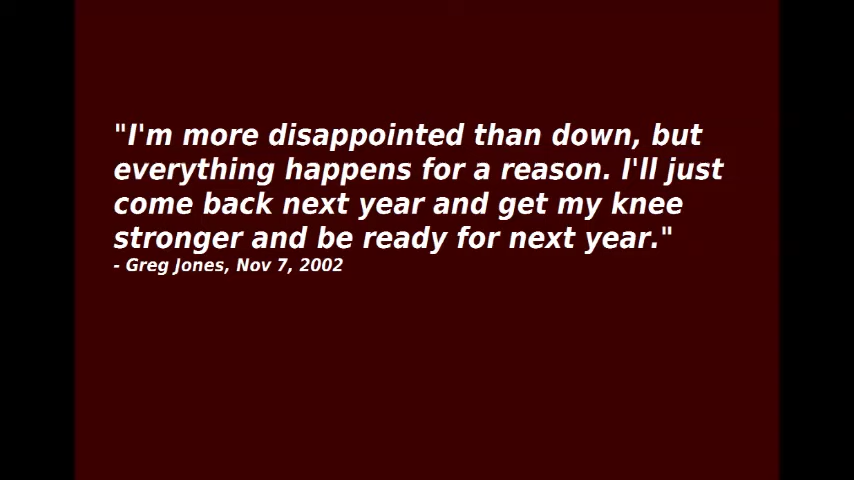 "I'm more disappointed than down, but
everything happens for a reason. I'll just
come back next year and get my knee
stronger and be ready for next year."
- Greg Jones, Nov 7, 2002